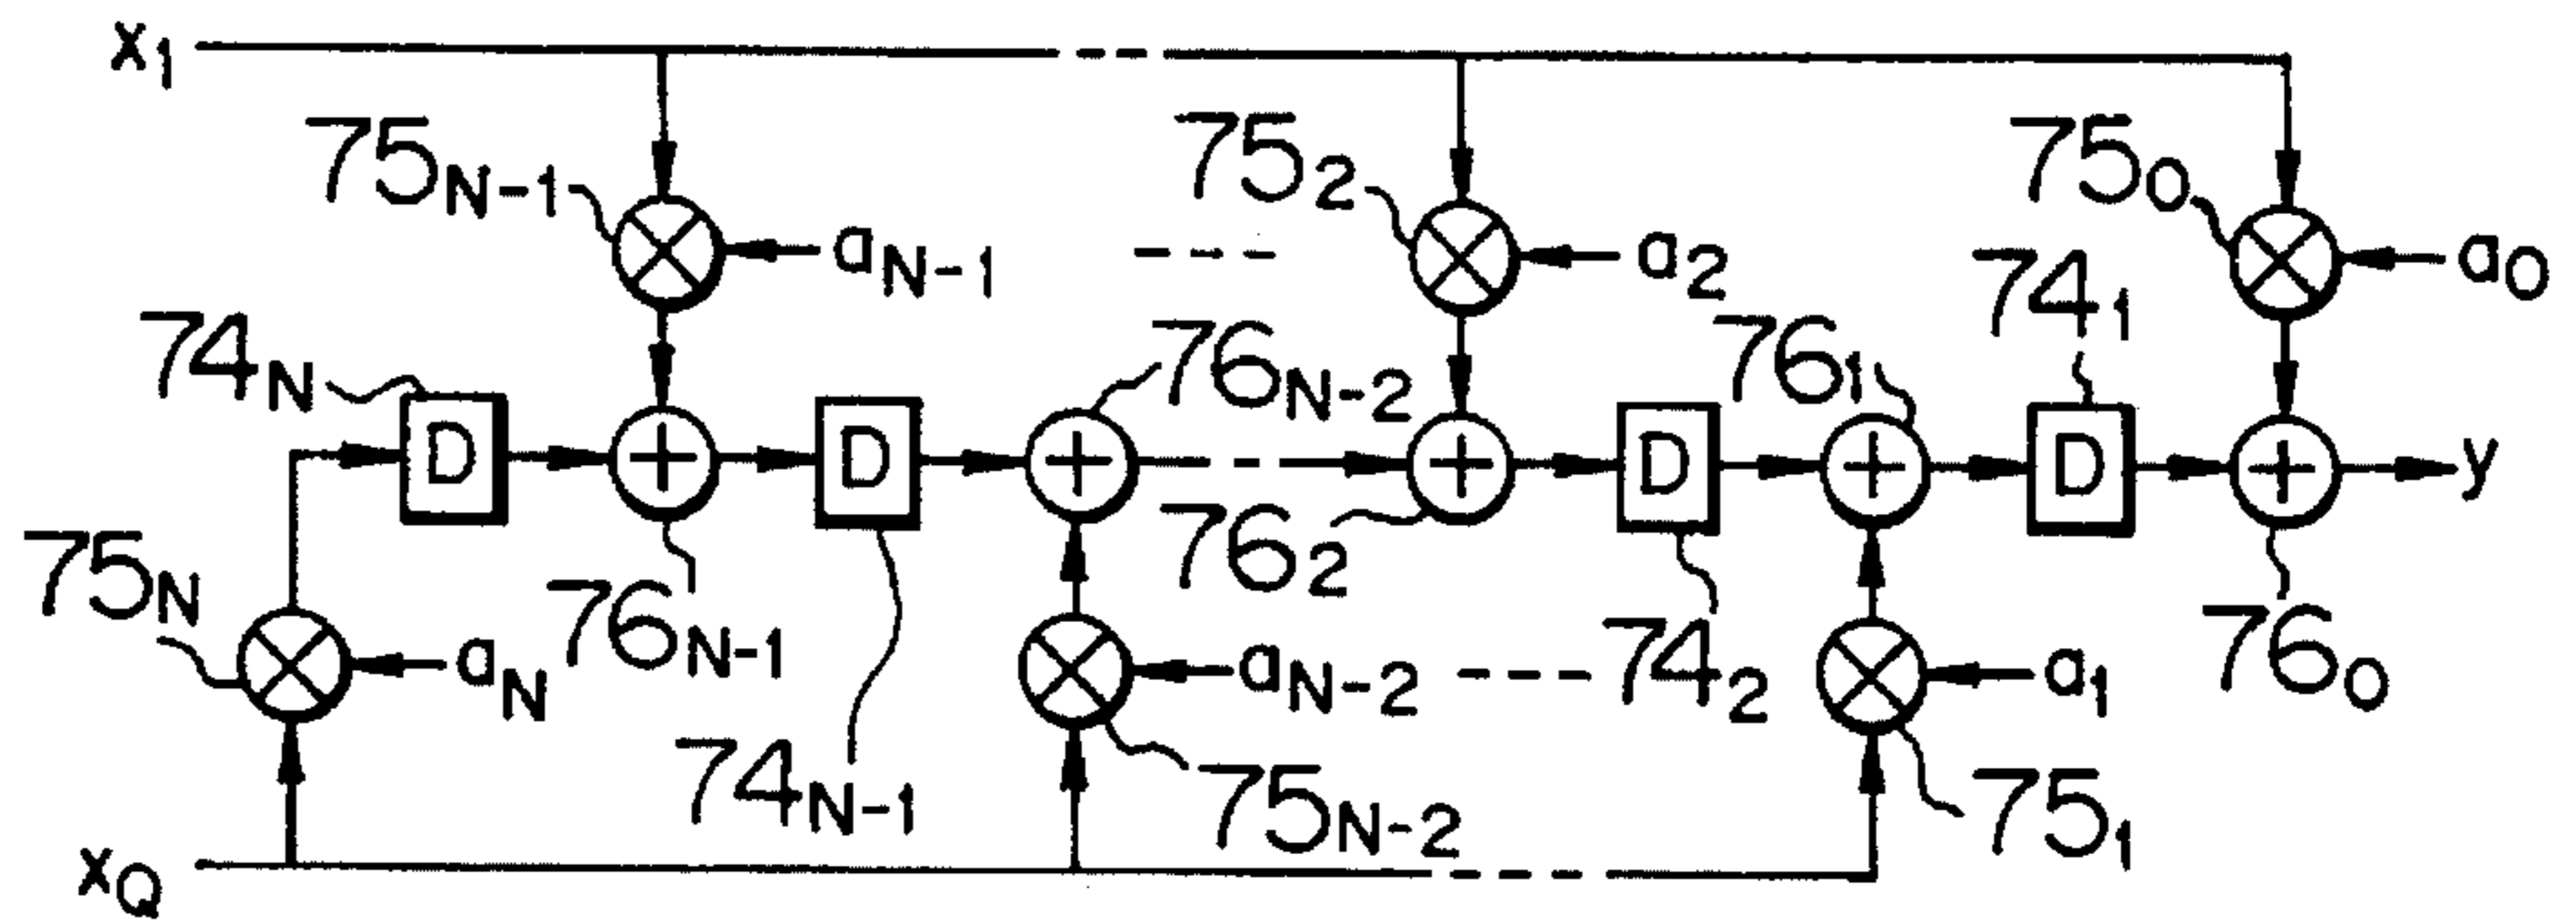 x₁
75N-1
75₂
75₀
aN-1
a₂
74₁
a₀
74N
76N-2
76₁
D
D
D
D
y
75N
76N-1
76₂
aN
aN-2
74₂
a₁
76₀
74N-1
75N-2
75₁
xQ